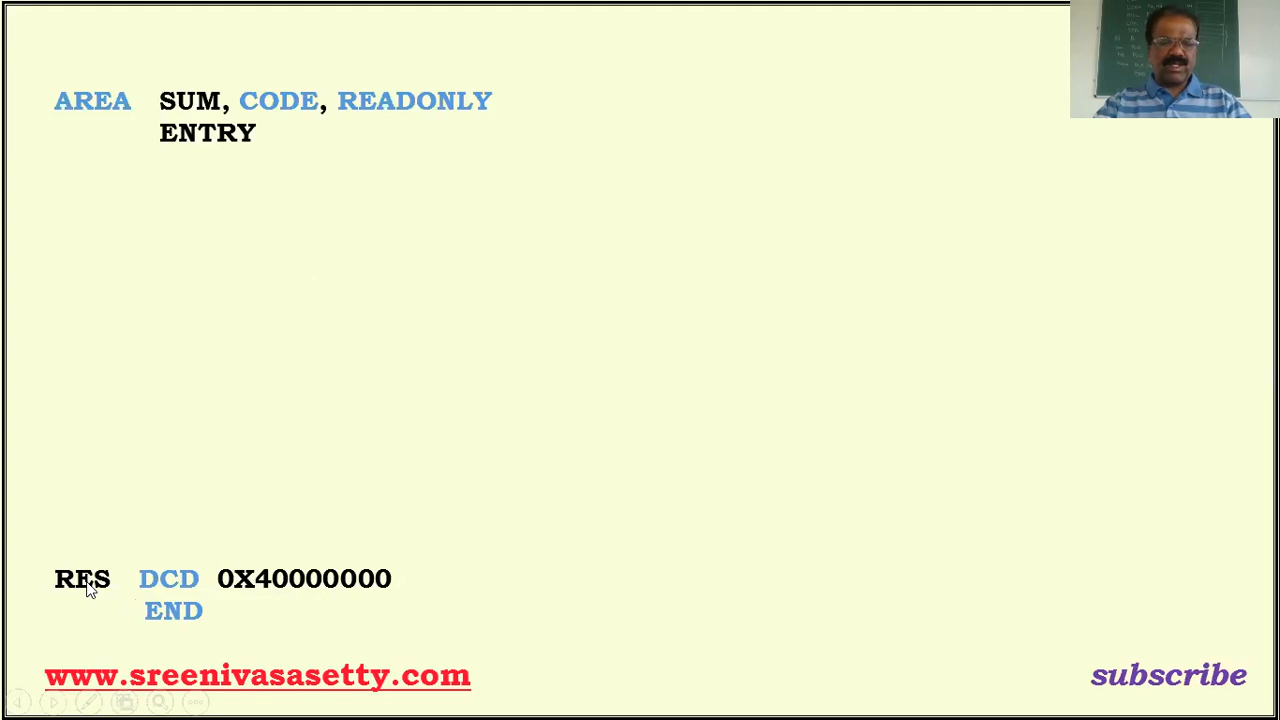 AREA SUM, CODE, READONLY
ENTRY
RES DCD 0X40000000
END
www.sreenivasasetty.com
subscribe